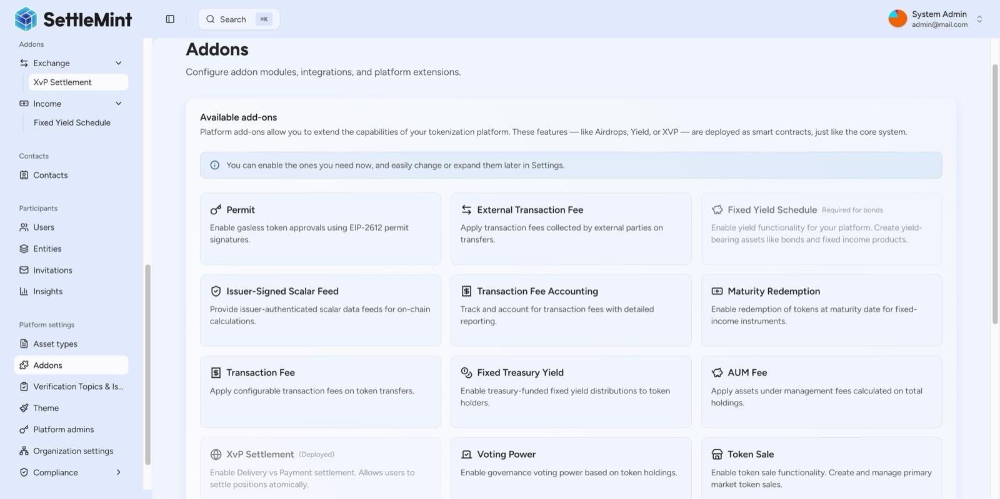 SettleMint
Search ⌘K
System Admin
admin@mail.com
Addons
Exchange
XvP Settlement
Income
Fixed Yield Schedule
Contacts
Contacts
Participants
Users
Entities
Invitations
Insights
Platform settings
Asset types
Addons
Verification Topics & Is...
Theme
Platform admins
Organization settings
Compliance
Addons
Configure addon modules, integrations, and platform extensions.
Available add-ons
Platform add-ons allow you to extend the capabilities of your tokenization platform. These features — like Airdrops, Yield, or XVP — are deployed as smart contracts, just like the core system.
You can enable the ones you need now, and easily change or expand them later in Settings.
Permit
Enable gasless token approvals using EIP-2612 permit
signatures.
External Transaction Fee
Apply transaction fees collected by external parties on
transfers.
Fixed Yield Schedule Required for bonds
Enable yield functionality for your platform. Create yield-
bearing assets like bonds and fixed income products.
Issuer-Signed Scalar Feed
Provide issuer-authenticated scalar data feeds for on-chain
calculations.
Transaction Fee Accounting
Track and account for transaction fees with detailed
reporting.
Maturity Redemption
Enable redemption of tokens at maturity date for fixed-
income instruments.
Transaction Fee
Apply configurable transaction fees on token transfers.
Fixed Treasury Yield
Enable treasury-funded fixed yield distributions to token
holders.
AUM Fee
Apply assets under management fees calculated on total
holdings.
XvP Settlement (Deployed)
Enable Delivery vs Payment settlement. Allows users to
settle positions atomically.
Voting Power
Enable governance voting power based on token holdings.
Token Sale
Enable token sale functionality. Create and manage primary
market token sales.